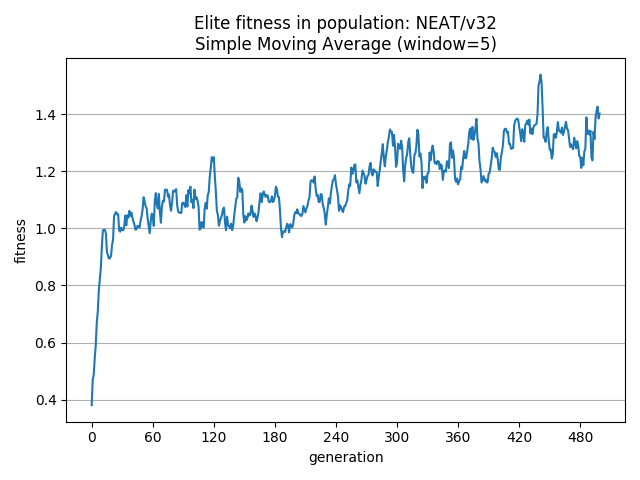 Elite fitness in population: NEAT/v32
Simple Moving Average (window=5)
fitness
1.4
1.2
1.0
0.8
0.6
0.4
0 60 120 180 240 300 360 420 480
generation